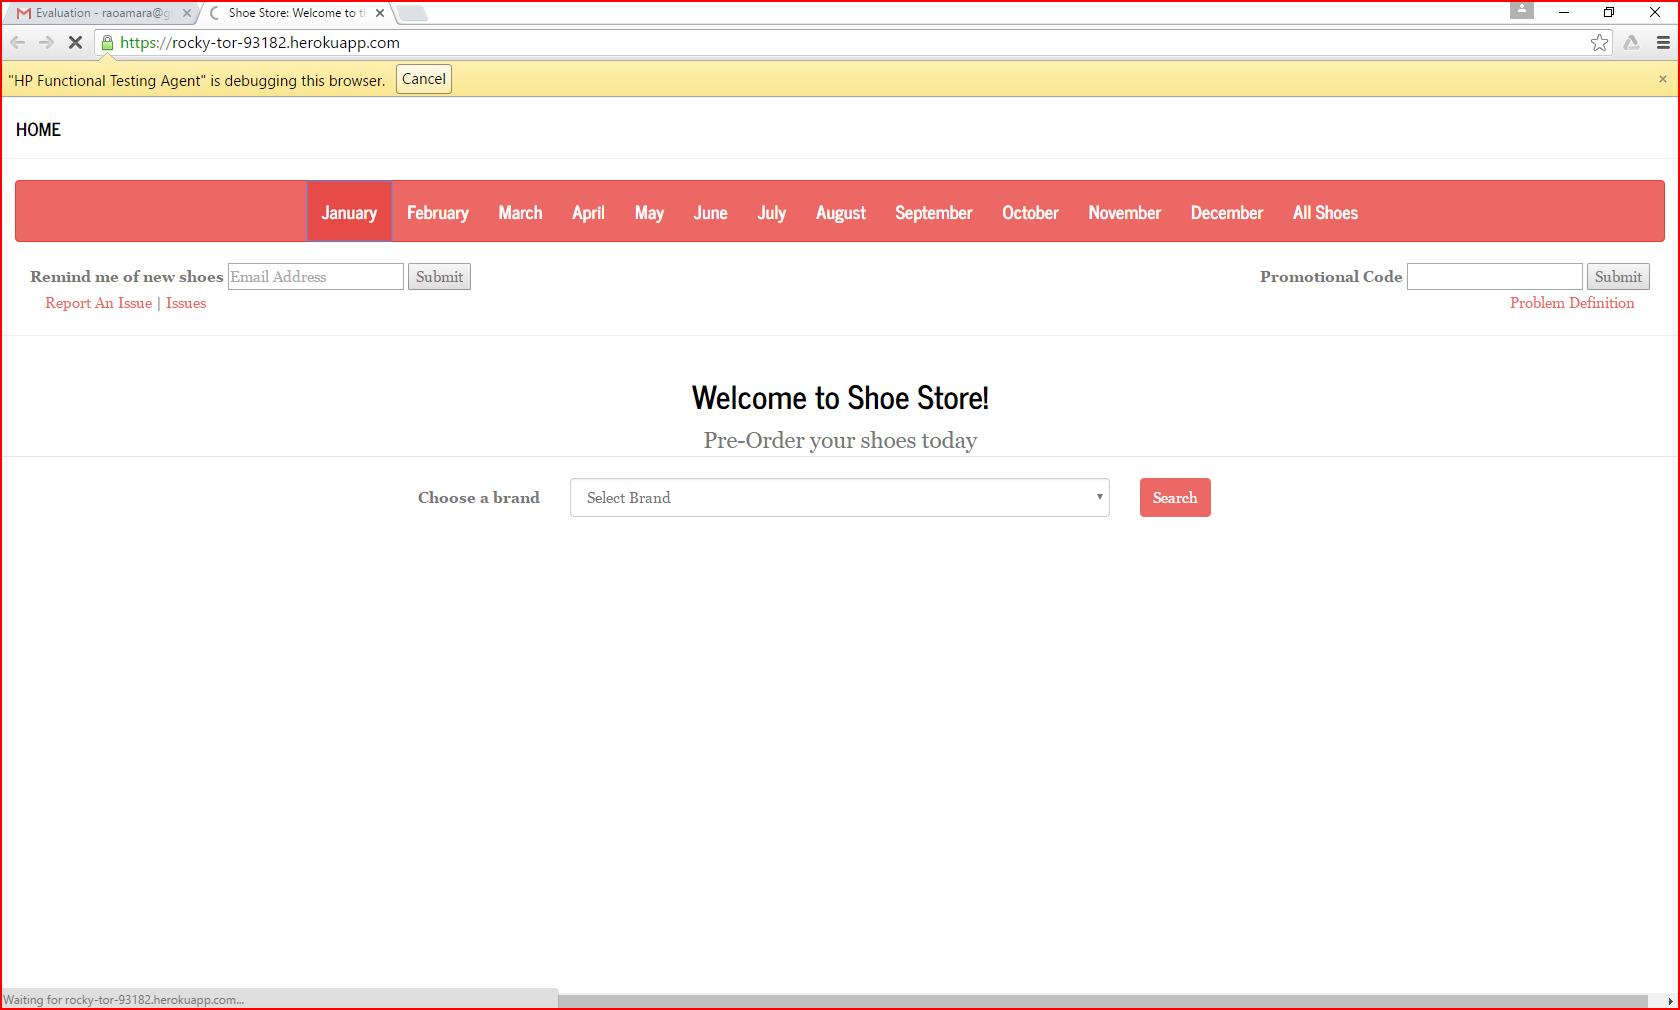 Evaluation - raoamara@g
Shoe Store: Welcome to t
https://rocky-tor-93182.herokuapp.com
"HP Functional Testing Agent" is debugging this browser. Cancel
HOME
January February March April May June July August September October November December All Shoes
Remind me of new shoes Email Address Submit Promotional Code Submit
Report An Issue | Issues Problem Definition
Welcome to Shoe Store!
Pre-Order your shoes today
Choose a brand Select Brand Search
Waiting for rocky-tor-93182.herokuapp.com...